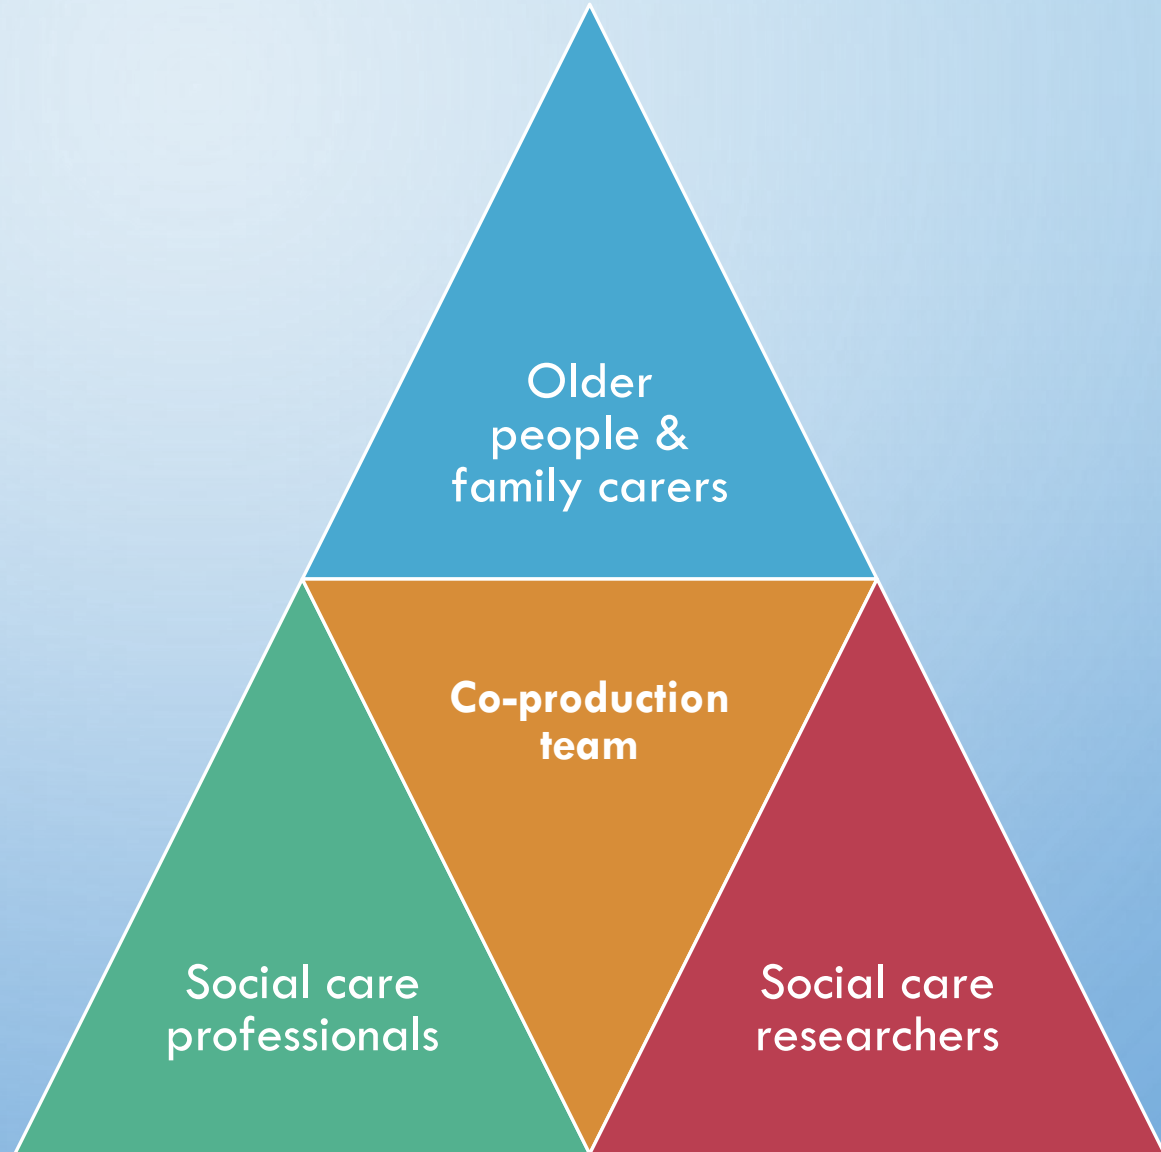 Older
people &
family carers
Co-production
team
Social care
professionals
Social care
researchers